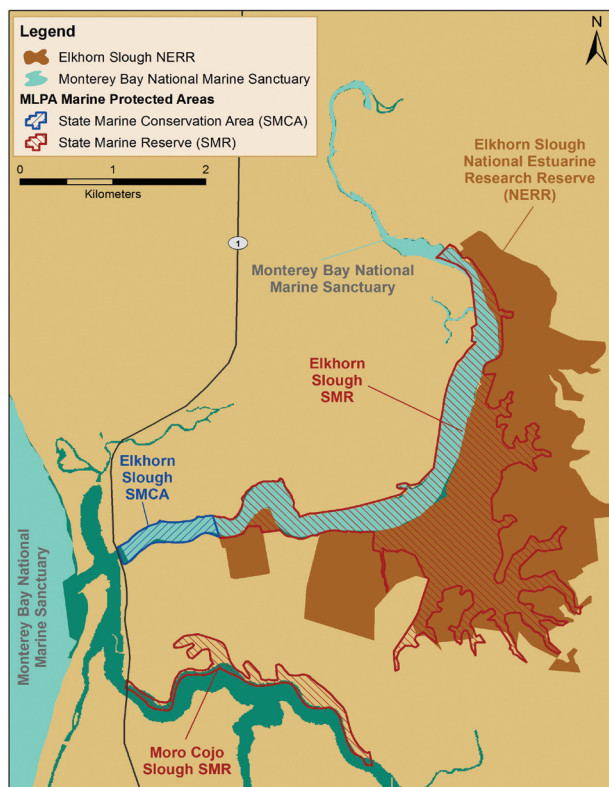 Legend
Elkhorn Slough NERR
Monterey Bay National Marine Sanctuary
MLPA Marine Protected Areas
State Marine Conservation Area (SMCA)
State Marine Reserve (SMR)
0 1 2
Kilometers
N
1
Elkhorn Slough
National Estuarine
Research Reserve
(NERR)
Monterey Bay National
Marine Sanctuary
Elkhorn
Slough
SMR
Elkhorn
Slough
SMCA
Monterey Bay National
Marine Sanctuary
Moro Cojo
Slough SMR